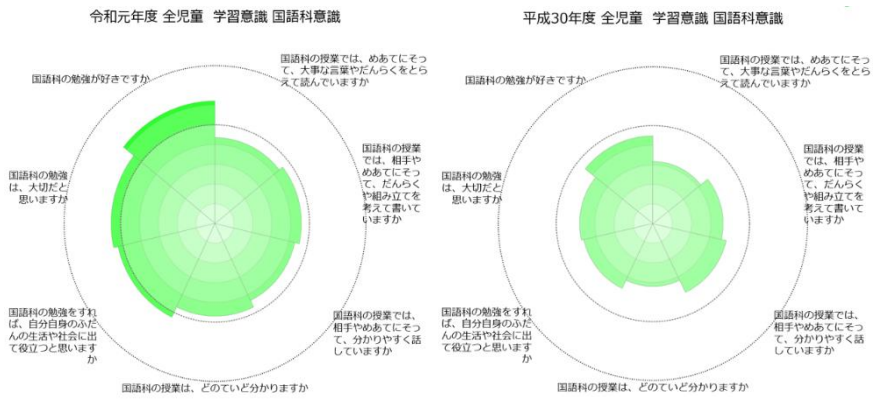 令和元年度 全児童 学習意識 国語科意識
国語科の勉強が好きですか
国語科の授業では、めあてにそっ
て、大事な言葉やだんらくをとら
えて読んでいますか
国語科の授業
では、相手や
めあてにそっ
て、だんらく
や組み立てを
考えて書いて
いますか
国語科の授業では、
相手やめあてにそっ
て、分かりやすく話
していますか
国語科の授業は、どのていど分かりますか
国語科の勉強をすれ
ば、自分自身のふだ
んの生活や社会に出
て役立つと思います
か
国語科の勉強
は、大切だと
思いますか
平成30年度 全児童 学習意識 国語科意識
国語科の勉強が好きですか
国語科の授業では、めあてにそっ
て、大事な言葉やだんらくをとら
えて読んでいますか
国語科の授業
では、相手や
めあてにそっ
て、だんらく
や組み立てを
考えて書いて
いますか
国語科の授業では、
相手やめあてにそっ
て、分かりやすく話
していますか
国語科の授業は、どのていど分かりますか
国語科の勉強をすれ
ば、自分自身のふだ
んの生活や社会に出
て役立つと思います
か
国語科の勉強
は、大切だと
思いますか